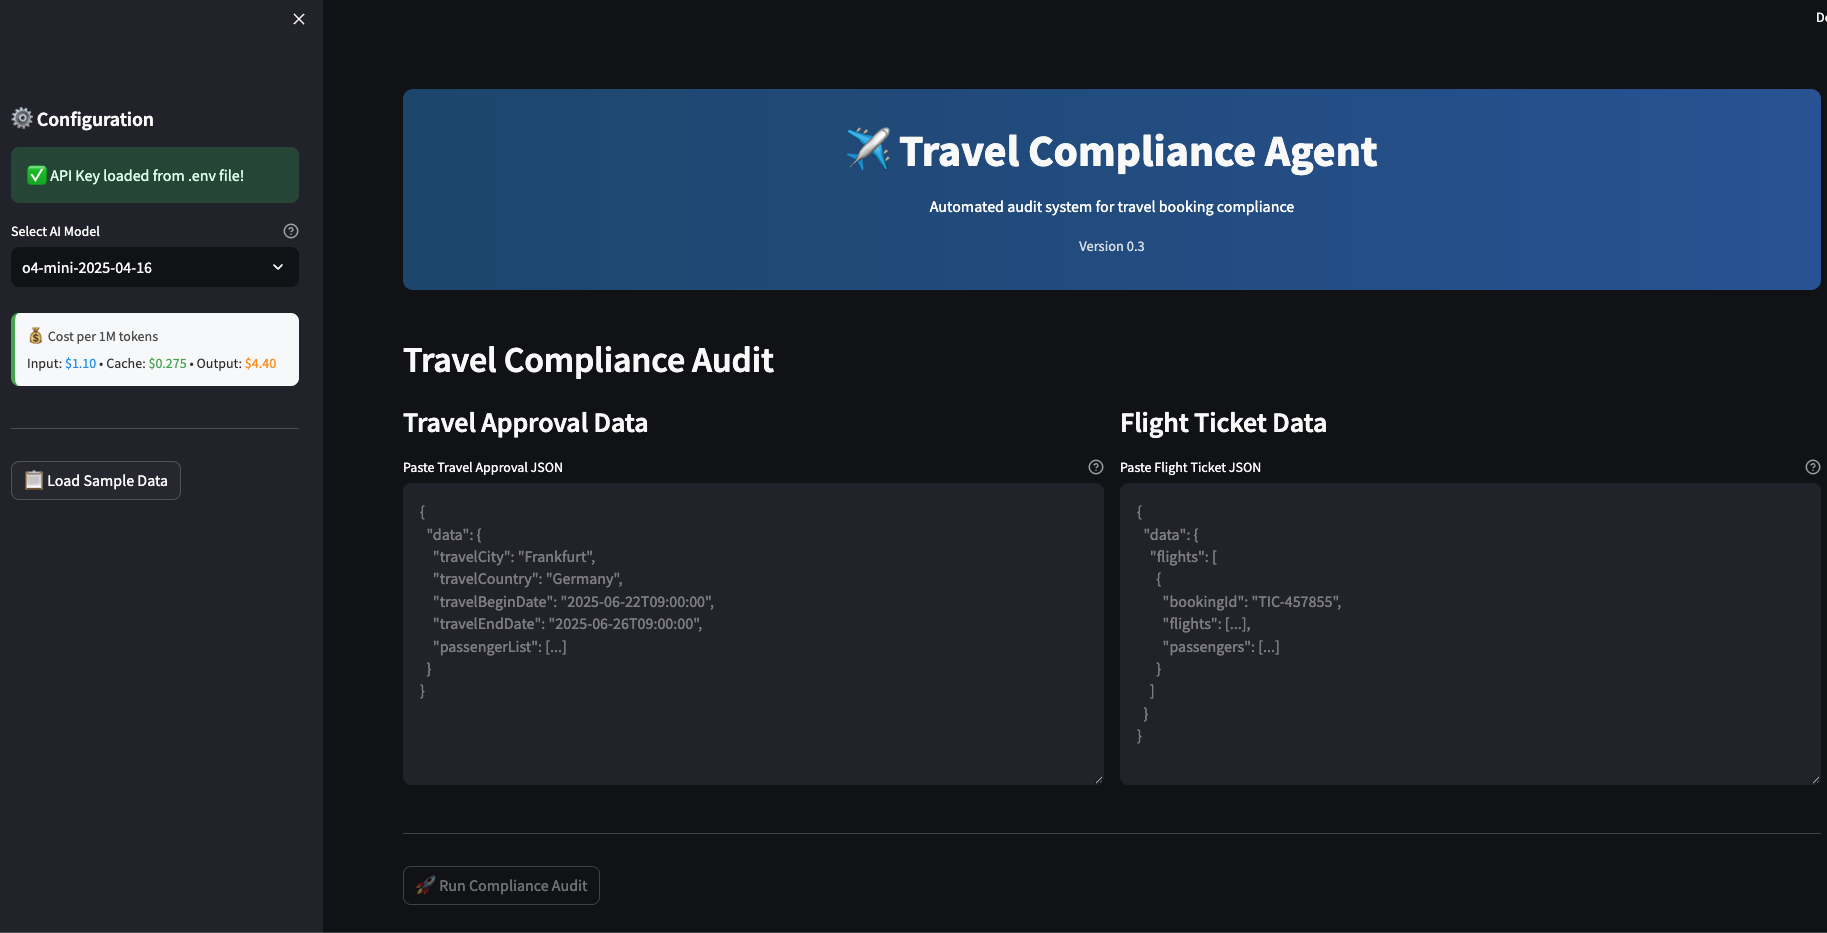 Configuration
API Key loaded from .env file!
Select AI Model
o4-mini-2025-04-16
Cost per 1M tokens
Input: $1.10 • Cache: $0.275 • Output: $4.40
Load Sample Data
Travel Compliance Agent
Automated audit system for travel booking compliance
Version 0.3
Travel Compliance Audit
Travel Approval Data
Paste Travel Approval JSON
{
"data": {
"travelCity": "Frankfurt",
"travelCountry": "Germany",
"travelBeginDate": "2025-06-22T09:00:00",
"travelEndDate": "2025-06-26T09:00:00",
"passengerList": [...]
}
}
Flight Ticket Data
Paste Flight Ticket JSON
{
"data": {
"flights": [
{
"bookingId": "TIC-457855",
"flights": [...],
"passengers": [...]
}
]
}
}
Run Compliance Audit